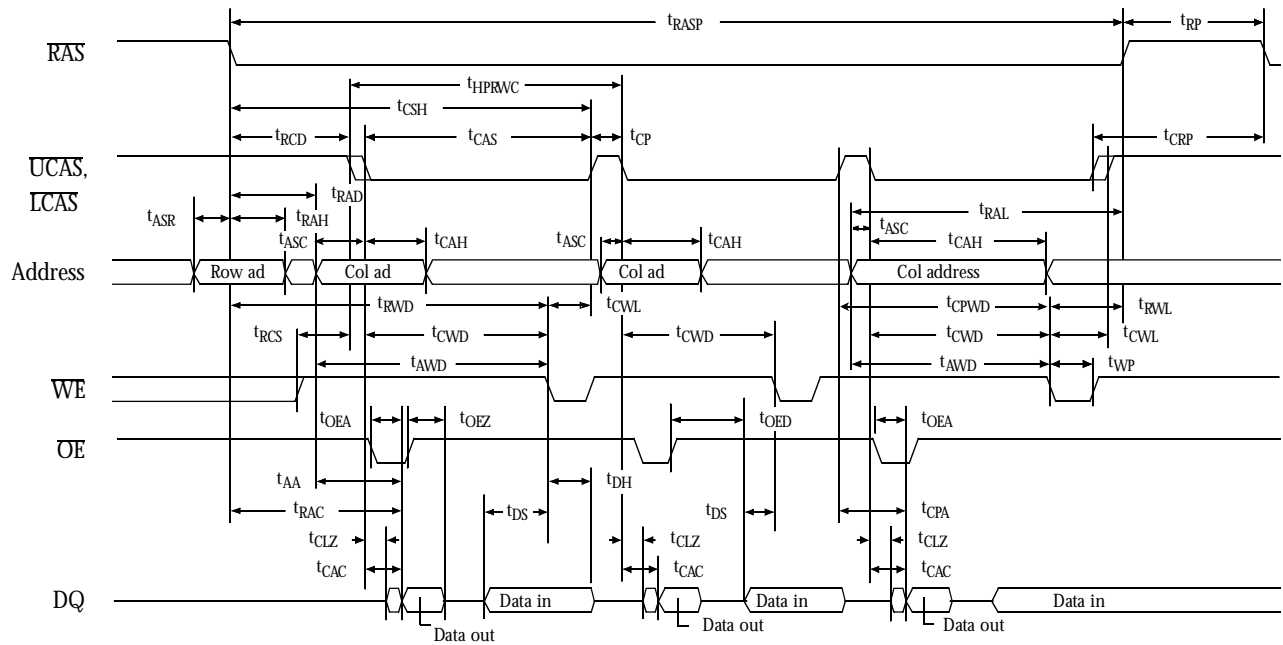 tRASP
tRP
RAS
tHPRWC
tCSH
tRCD
tCAS
tCP
tCRP
UCAS,
LCAS
tRAD
tASR
tRAH
tRAL
tASC
tCAH
tASC
tCAH
tASC
tCAH
Address
Row ad
Col ad
Col ad
Col address
tRWD
tCWL
tCPWD
tRWL
tRCS
tCWD
tCWD
tCWD
tCWL
tAWD
tAWD
tWP
WE
tOEA
tOEZ
tOED
tOEA
OE
tAA
tDH
tRAC
tDS
tDS
tCPA
tCLZ
tCLZ
tCLZ
tCAC
tCAC
tCAC
DQ
Data in
Data in
Data in
Data out
Data out
Data out